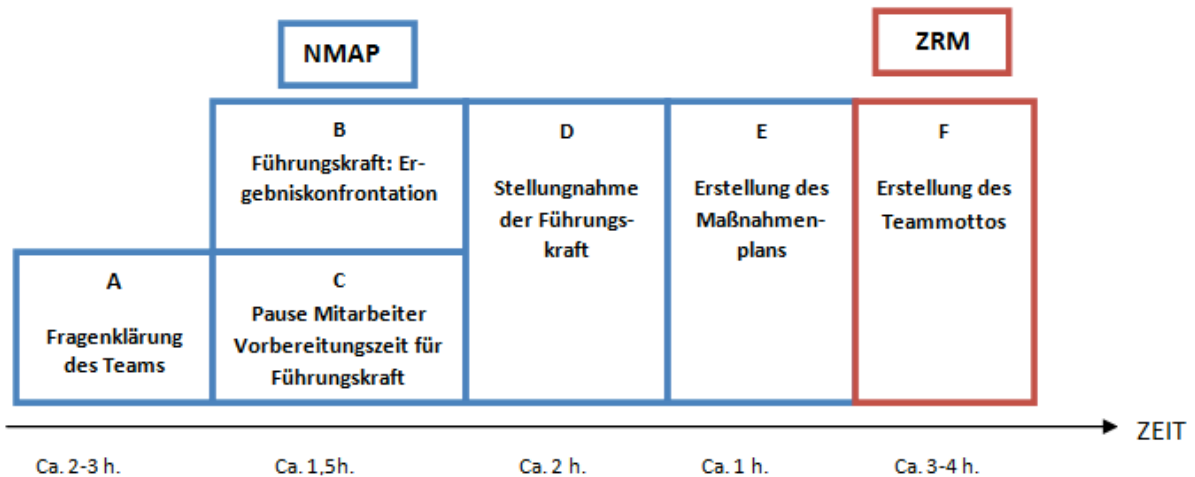 NMAP
ZRM
B
Führungskraft: Er-
gebniskonfrontation
D
Stellungnahme
der Führungs-
kraft
E
Erstellung des
Maßnahmen-
plans
F
Erstellung des
Teammottos
A
Fragenklärung
des Teams
C
Pause Mitarbeiter
Vorbereitungszeit für
Führungskraft
ZEIT
Ca. 2-3 h.
Ca. 1,5h.
Ca. 2 h.
Ca. 1 h.
Ca. 3-4 h.